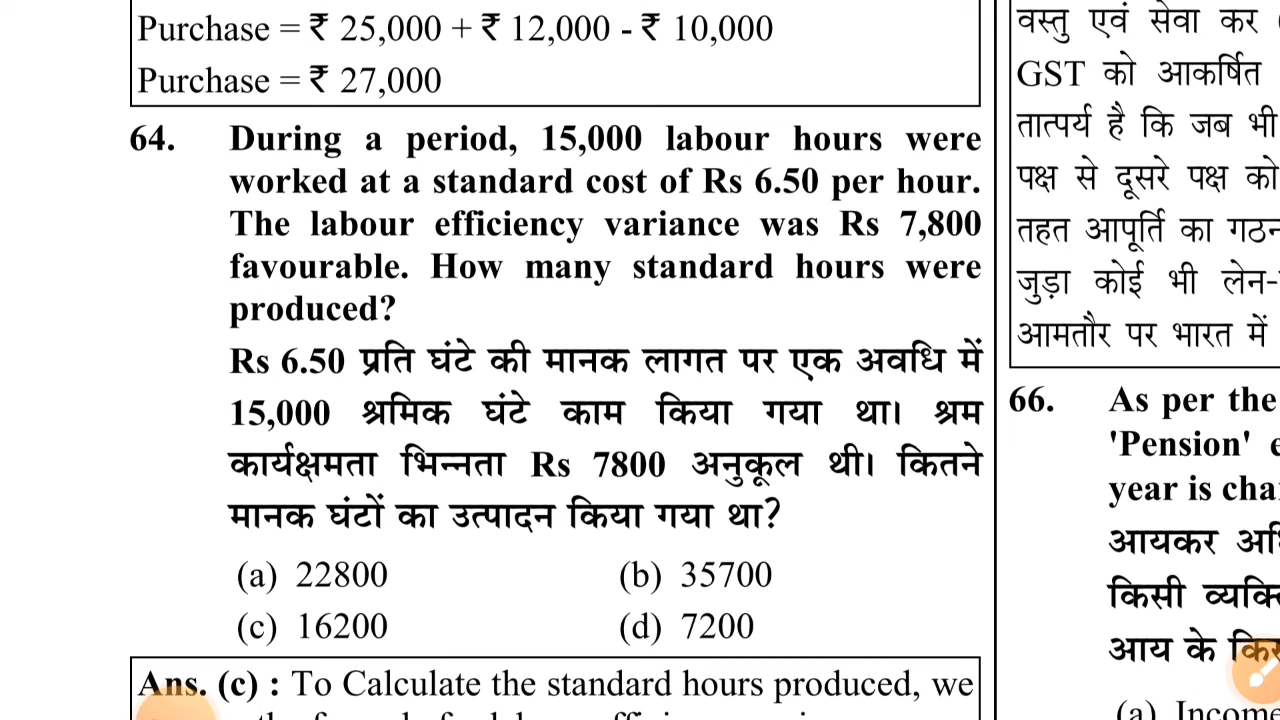 Purchase = ₹ 25,000 + ₹ 12,000 - ₹ 10,000
Purchase = ₹ 27,000
64. During a period, 15,000 labour hours were
worked at a standard cost of Rs 6.50 per hour.
The labour efficiency variance was Rs 7,800
favourable. How many standard hours were
produced?
Rs 6.50 प्रति घंटे की मानक लागत पर एक अवधि में
15,000 श्रमिक घंटे काम किया गया था। श्रम
कार्यक्षमता भिन्नता Rs 7800 अनुकूल थी। कितने
मानक घंटों का उत्पादन किया गया था?
(a) 22800 (b) 35700
(c) 16200 (d) 7200
Ans. (c) : To Calculate the standard hours produced, we
वस्तु एवं सेवा कर
GST को आकर्षित
तात्पर्य है कि जब भी
पक्ष से दूसरे पक्ष को
तहत आपूर्ति का
जुड़ा कोई भी लेन-
आमतौर पर भारत में
66. As per the
'Pension'
year is
आयकर
किसी
आय के
(a) Income